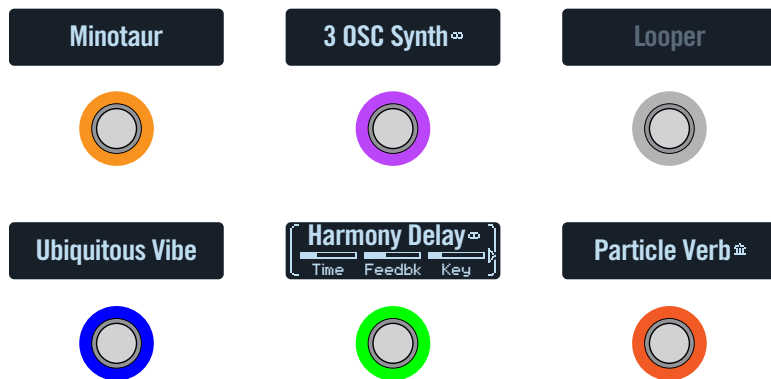 Minotaur
3 OSC Synth
Looper
Ubiquitous Vibe
Harmony Delay
Time Feedbk Key
Particle Verb